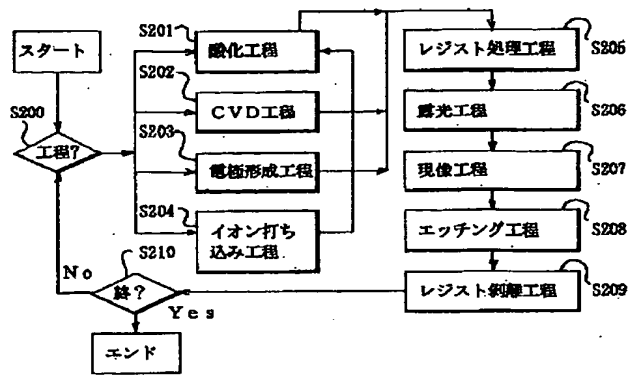 スタート
S200
工程?
S201
酸化工程
S202
CVD工程
S203
電極形成工程
S204
イオン打ち
込み工程
レジスト処理工程
S205
露光工程
S206
現像工程
S207
エッチング工程
S208
レジスト剥離工程
S209
S210
終?
No
Yes
エンド